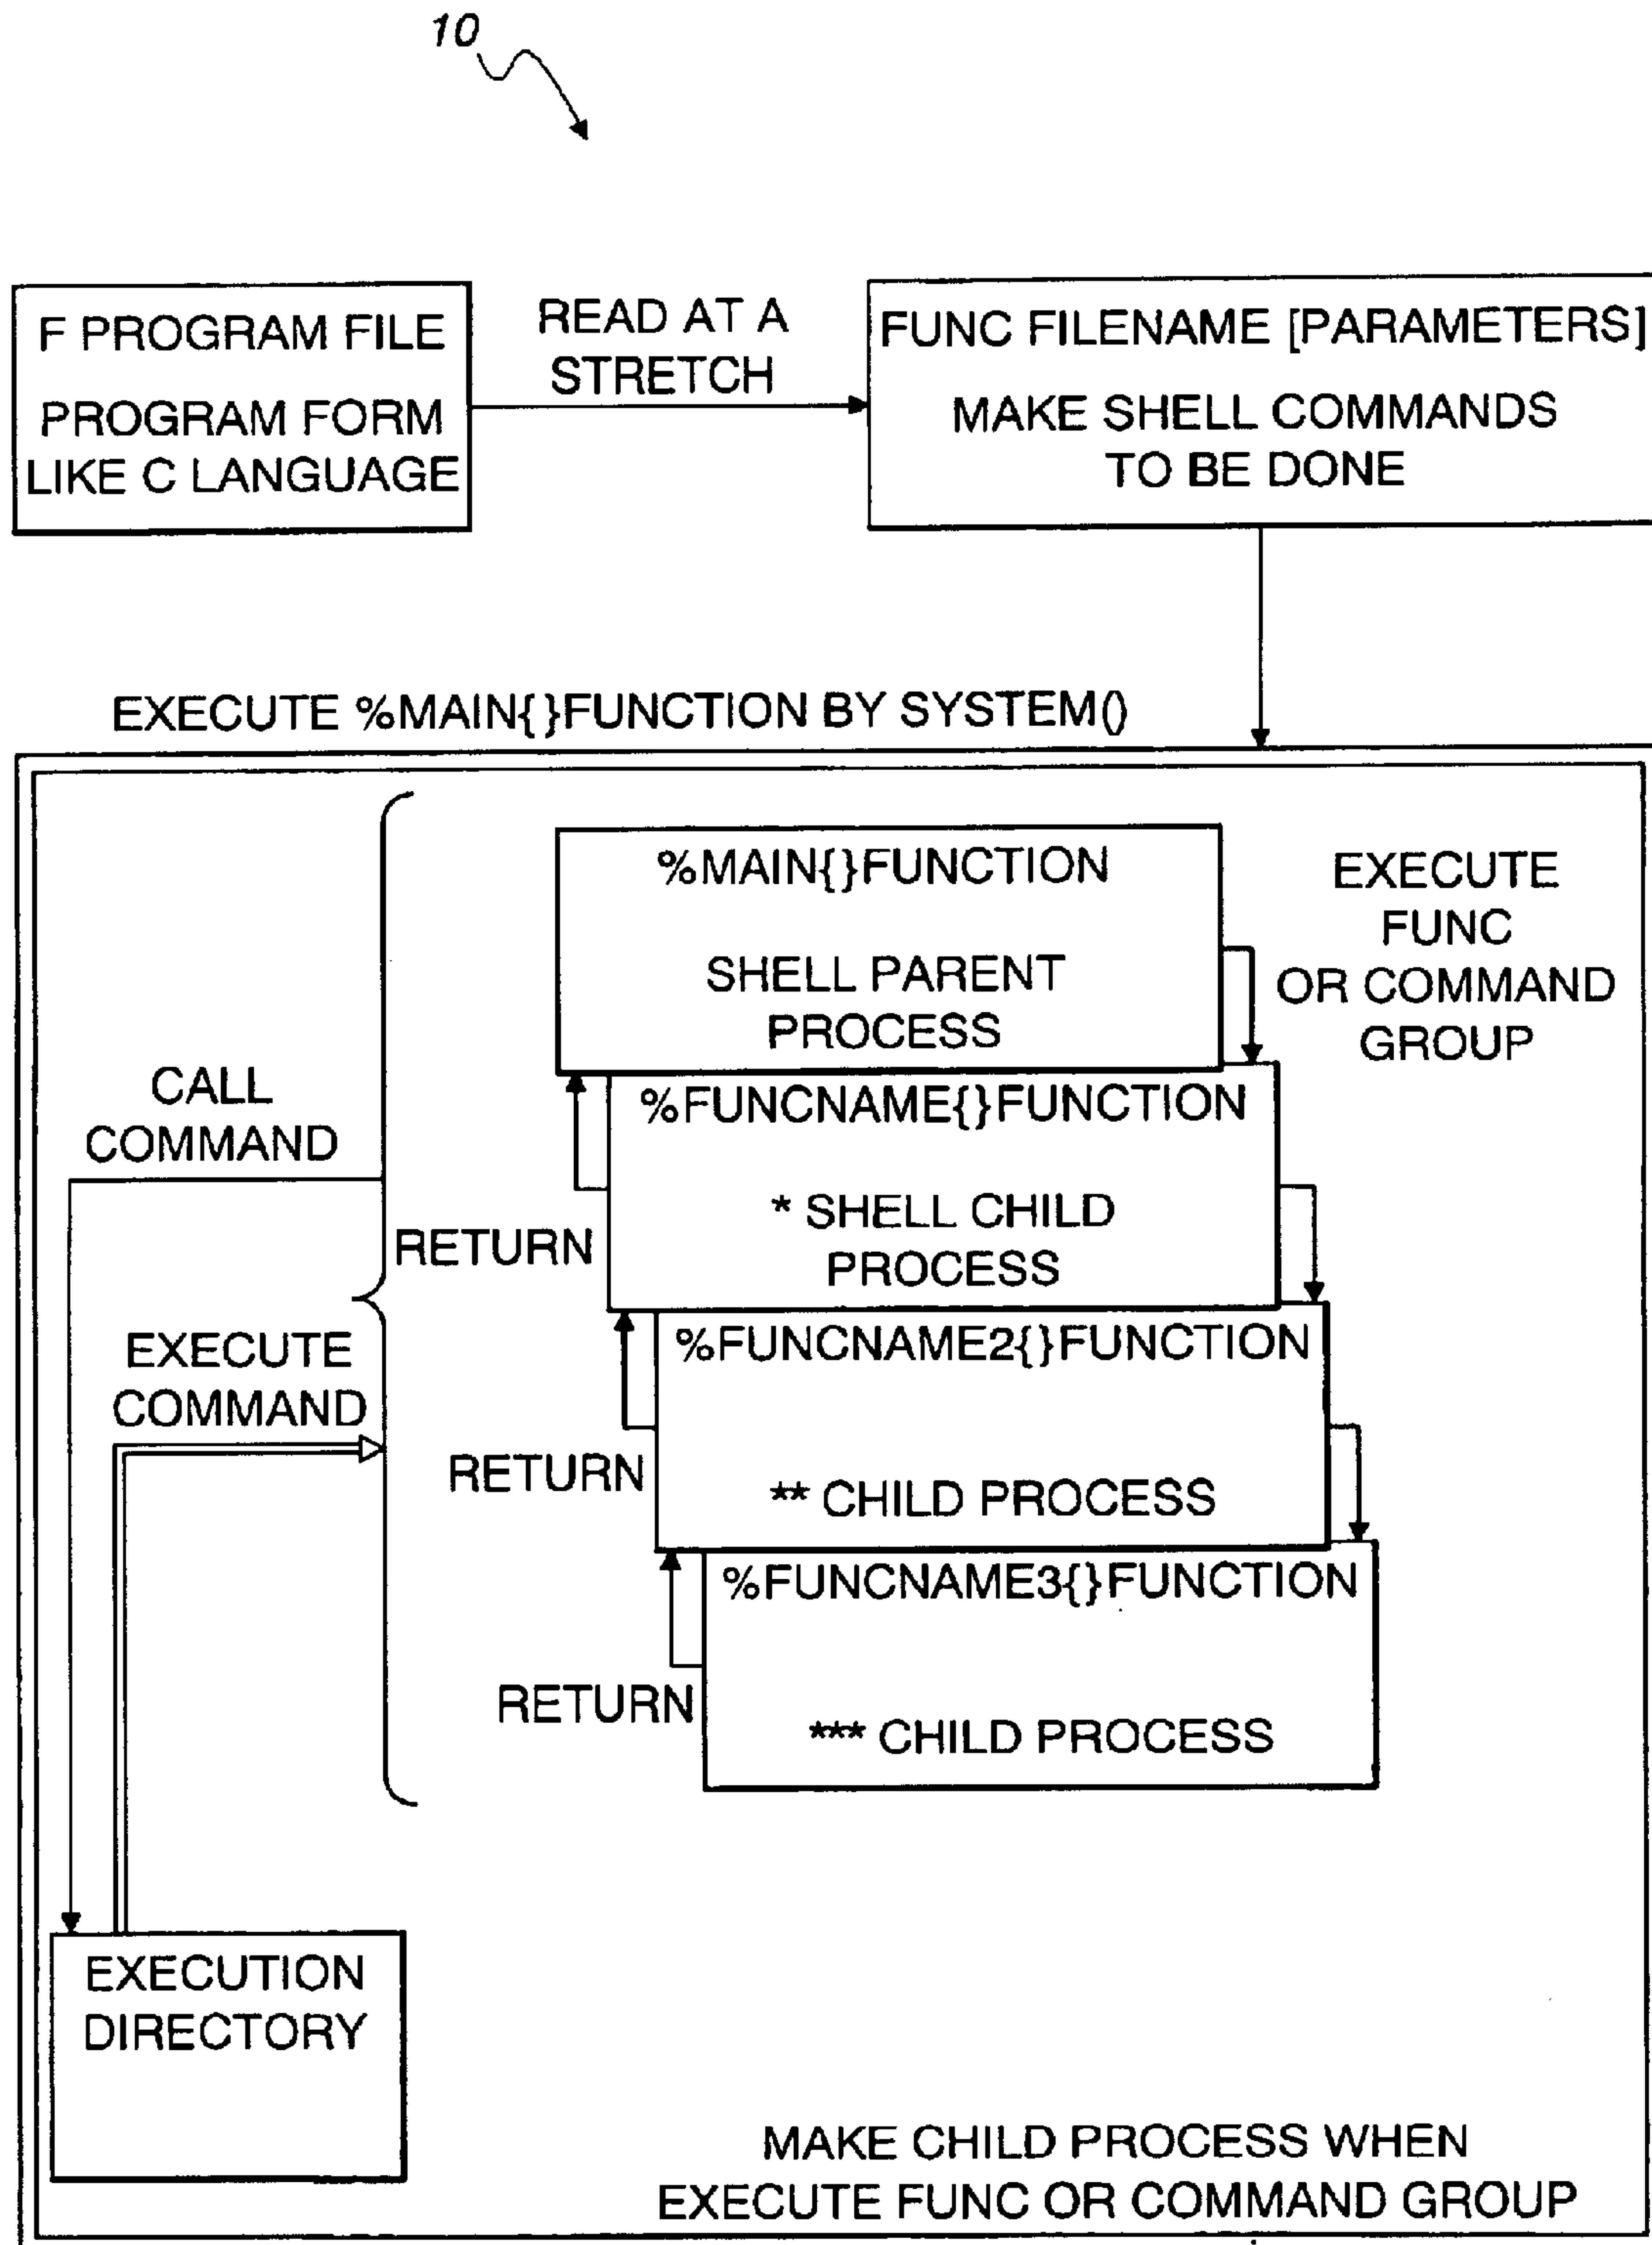 10
F PROGRAM FILE
PROGRAM FORM
LIKE C LANGUAGE
READ AT A
STRETCH
FUNC FILENAME [PARAMETERS]
MAKE SHELL COMMANDS
TO BE DONE
EXECUTE %MAIN{}FUNCTION BY SYSTEM()
%MAIN{}FUNCTION
SHELL PARENT
PROCESS
EXECUTE
FUNC
OR COMMAND
GROUP
CALL
COMMAND
%FUNCNAME{}FUNCTION
* SHELL CHILD
PROCESS
RETURN
EXECUTE
COMMAND
%FUNCNAME2{}FUNCTION
** CHILD PROCESS
RETURN
%FUNCNAME3{}FUNCTION
*** CHILD PROCESS
RETURN
EXECUTION
DIRECTORY
MAKE CHILD PROCESS WHEN
EXECUTE FUNC OR COMMAND GROUP